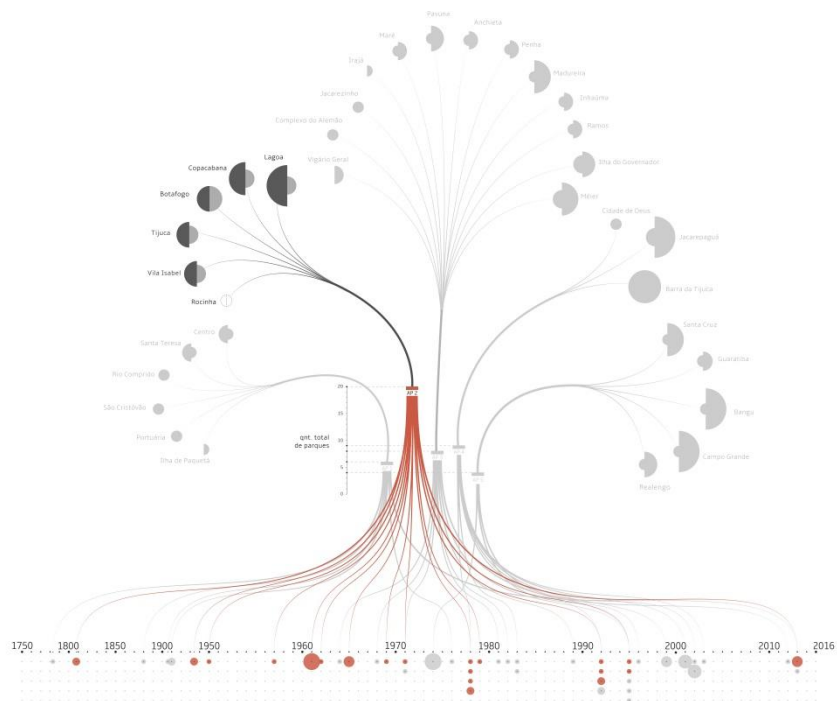 Pavuna
Anchieta
Maré
Penha
Irajá
Madureira
Jacarezinho
Inhaúma
Complexo do Alemão
Ramos
Vigário Geral
Ilha do Governador
Lagoa
Copacabana
Méier
Botafogo
Cidade de Deus
Tijuca
Jacarepaguá
Vila Isabel
Barra da Tijuca
Rocinha
Centro
Santa Cruz
Santa Teresa
Guaratiba
Rio Comprido
São Cristóvão
Bangu
Portuária
Campo Grande
Ilha de Paquetá
Realengo
20
AP 2
15
10
qnt. total
de parques
5
0
1750 1800 1850 1900 1950 1960 1970 1980 1990 2000 2010 2016